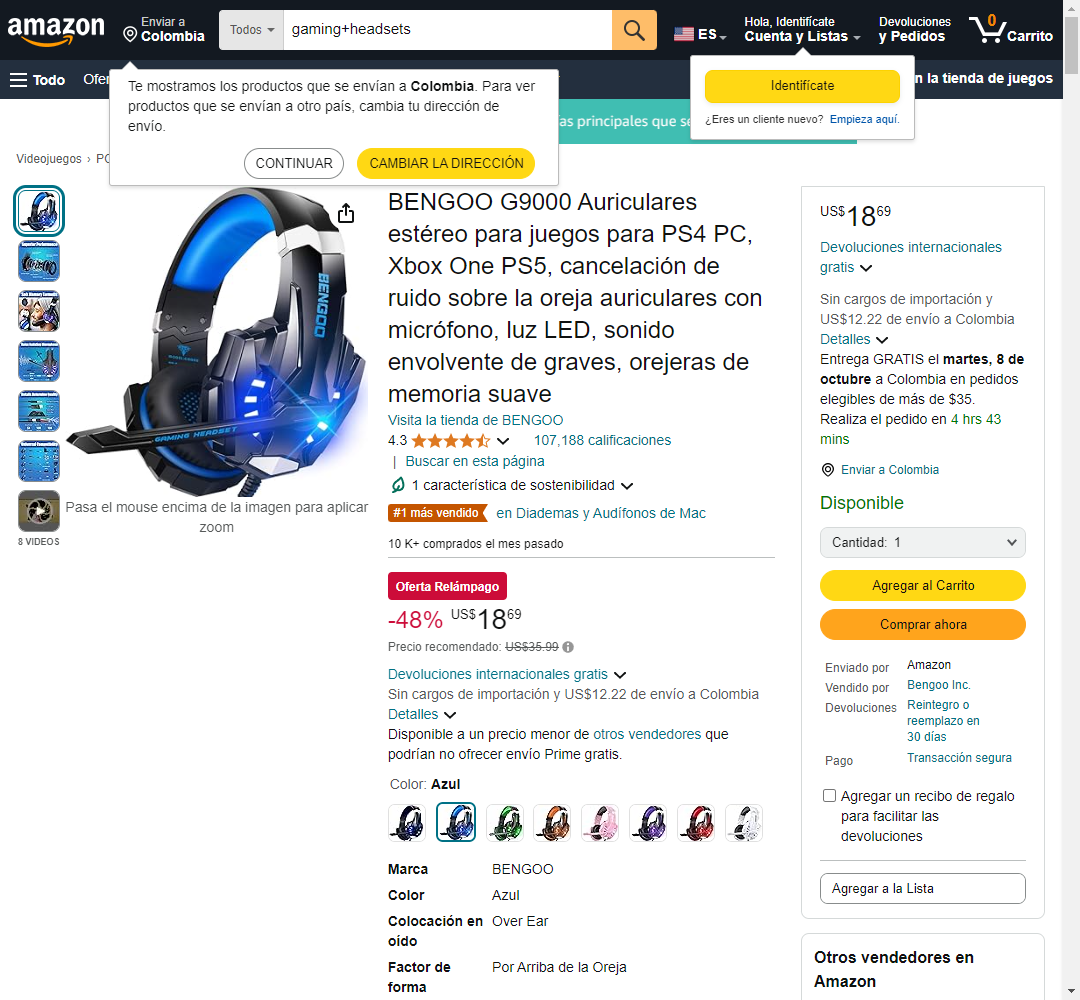 amazon
Enviar a
Colombia
Todos
gaming+headsets
ES
Hola, Identifícate
Cuenta y Listas
Devoluciones
y Pedidos
0
Carrito
Todo
n la tienda de juegos
Te mostramos los productos que se envían a Colombia. Para ver
productos que se envían a otro país, cambia tu dirección de
envío.
CONTINUAR
CAMBIAR LA DIRECCIÓN
Identifícate
¿Eres un cliente nuevo? Empieza aquí.
principales que se
Videojuegos ›
BENGOO
GAMING HEADSET
Pasa el mouse encima de la imagen para aplicar
zoom
8 VIDEOS
BENGOO G9000 Auriculares
estéreo para juegos para PS4 PC,
Xbox One PS5, cancelación de
ruido sobre la oreja auriculares con
micrófono, luz LED, sonido
envolvente de graves, orejeras de
memoria suave
Visita la tienda de BENGOO
4.3
107,188 calificaciones
| Buscar en esta página
1 característica de sostenibilidad
#1 más vendido
en Diademas y Audífonos de Mac
10 K+ comprados el mes pasado
Oferta Relámpago
-48% US$18 69
Precio recomendado: US$35.99
Devoluciones internacionales gratis
Sin cargos de importación y US$12.22 de envío a Colombia
Detalles
Disponible a un precio menor de otros vendedores que
podrían no ofrecer envío Prime gratis.
Color: Azul
Marca BENGOO
Color Azul
Colocación en Over Ear
oído
Factor de Por Arriba de la Oreja
forma
US$18 69
Devoluciones internacionales
gratis
Sin cargos de importación y
US$12.22 de envío a Colombia
Detalles
Entrega GRATIS el martes, 8 de
octubre a Colombia en pedidos
elegibles de más de $35.
Realiza el pedido en 4 hrs 43
mins
Enviar a Colombia
Disponible
Cantidad: 1
Agregar al Carrito
Comprar ahora
Enviado por Amazon
Vendido por Bengoo Inc.
Devoluciones Reintegro o
reemplazo en
30 días
Pago Transacción segura
Agregar un recibo de regalo
para facilitar las
devoluciones
Agregar a la Lista
Otros vendedores en
Amazon